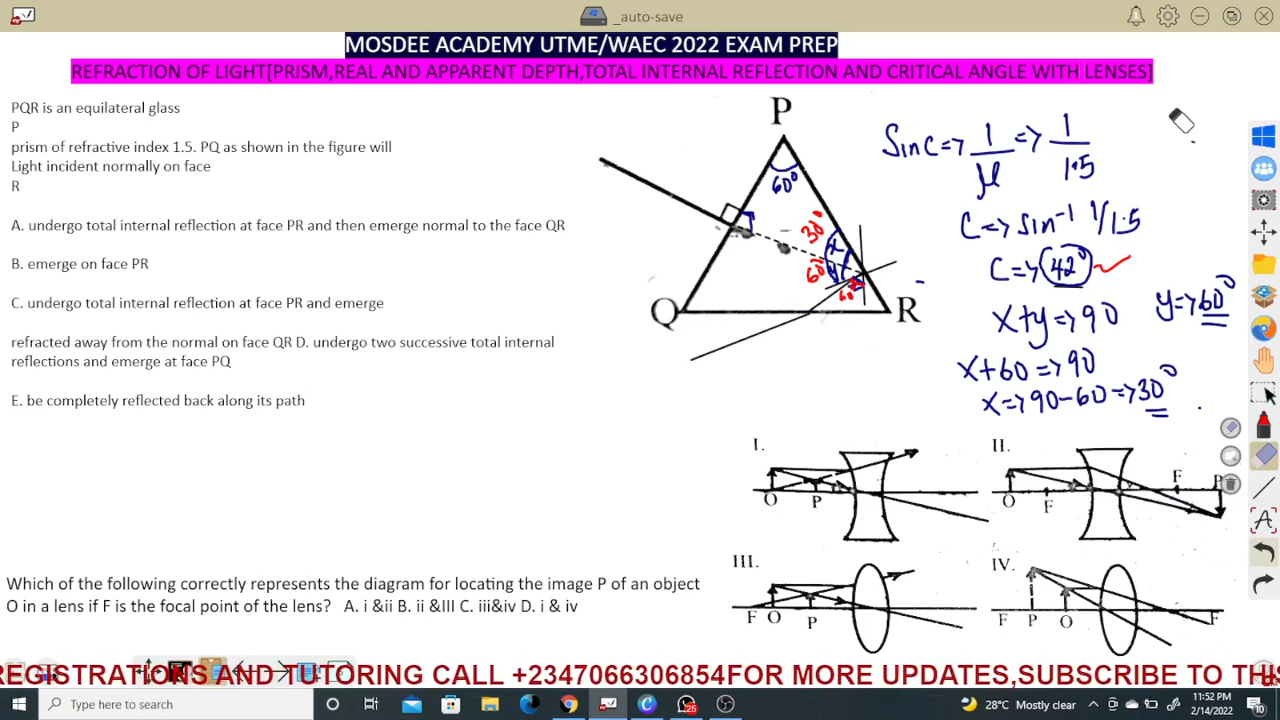 _auto-save
MOSDEE ACADEMY UTME/WAEC 2022 EXAM PREP
REFRACTION OF LIGHT[PRISM,REAL AND APPARENT DEPTH,TOTAL INTERNAL REFLECTION AND CRITICAL ANGLE WITH LENSES]
PQR is an equilateral glass
P
prism of refractive index 1.5. PQ as shown in the figure will
Light incident normally on face
R
A. undergo total internal reflection at face PR and then emerge normal to the face QR
B. emerge on face PR
C. undergo total internal reflection at face PR and emerge
refracted away from the normal on face QR D. undergo two successive total internal
reflections and emerge at face PQ
E. be completely reflected back along its path
P
60°
30°
x
60°
y
60°
Q
R
Sin C => 1/μ => 1/1.5
C => Sin⁻¹ 1/1.5
C => 42°
x+y => 90
y => 60°
x+60 => 90
x => 90-60 => 30°
I.
O
P
II.
O
F
F
P
III.
F
O
P
IV.
F
P
O
F
Which of the following correctly represents the diagram for locating the image P of an object
O in a lens if F is the focal point of the lens? A. i &ii B. ii &III C. iii&iv D. i & iv
REGISTRATIONS AND TUTORING CALL +2347066306854FOR MORE UPDATES,SUBSCRIBE TO THIS
Type here to search
25
28°C Mostly clear
11:52 PM
2/14/2022
10